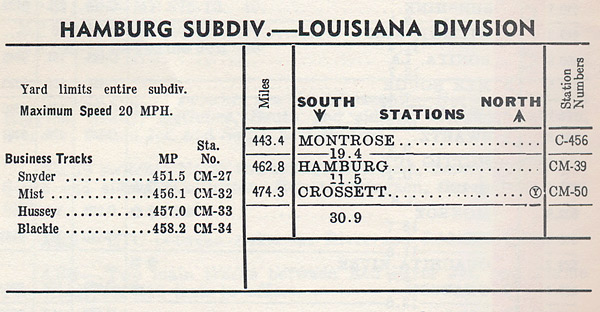 HAMBURG SUBDIV.—LOUISIANA DIVISION
Yard limits entire subdiv.
Maximum Speed 20 MPH.
Business Tracks MP Sta. No.
Snyder ............451.5 CM-27
Mist ...............456.1 CM-32
Hussey ............457.0 CM-33
Blackie ............458.2 CM-34
Miles SOUTH STATIONS NORTH Station Numbers
443.4 MONTROSE.................... C-456
19.4
462.8 HAMBURG..................... CM-39
11.5
474.3 CROSSETT.................... Ⓨ CM-50
30.9